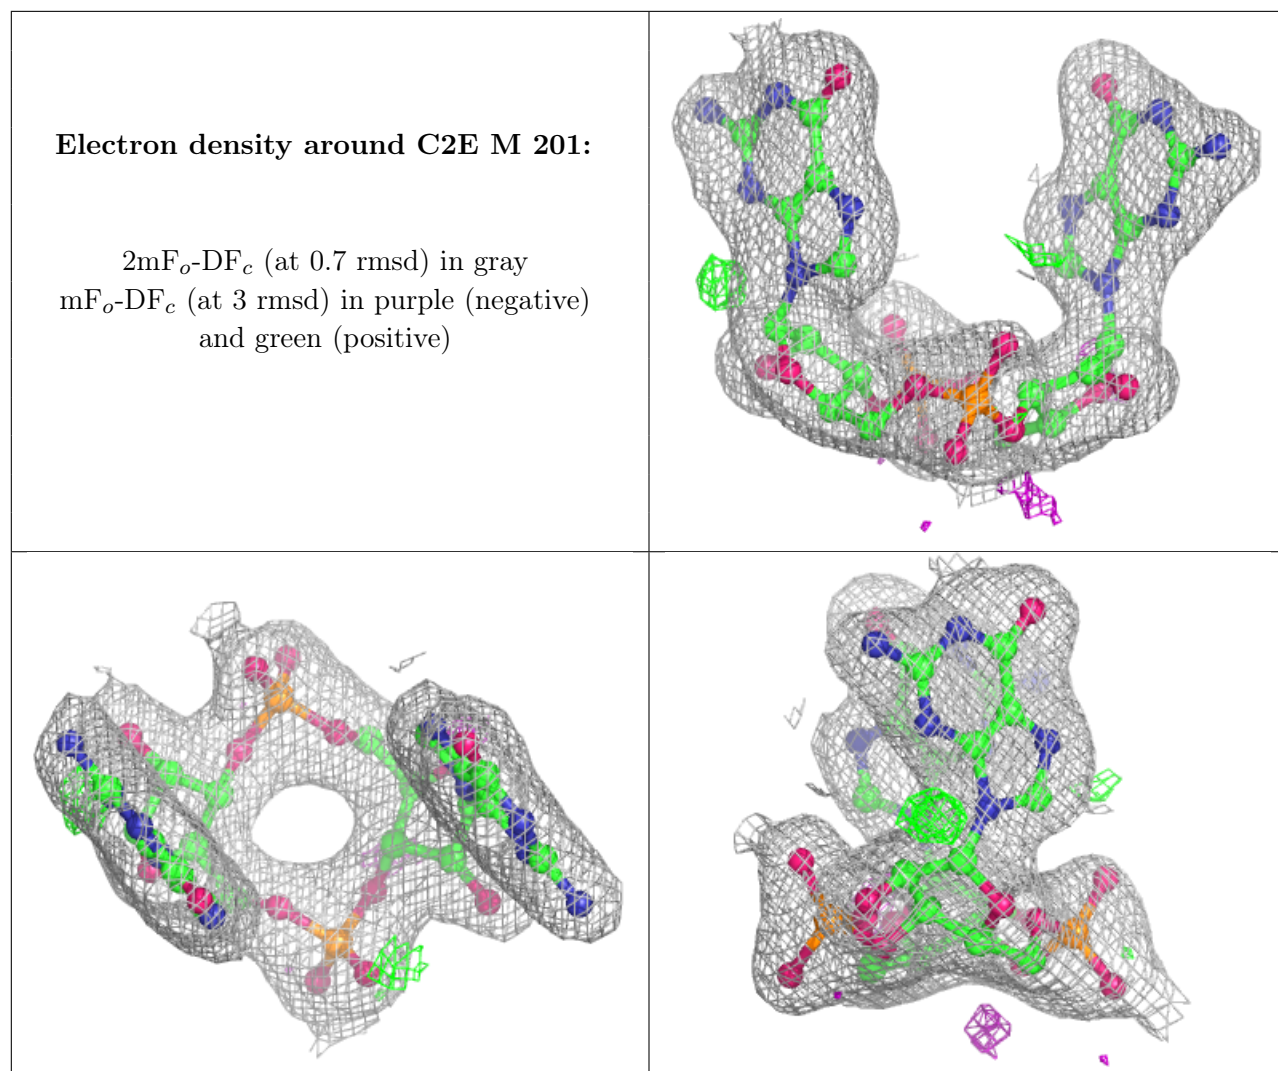 Electron density around C2E M 201:
2mFo-DFc (at 0.7 rmsd) in gray
mFo-DFc (at 3 rmsd) in purple (negative)
and green (positive)